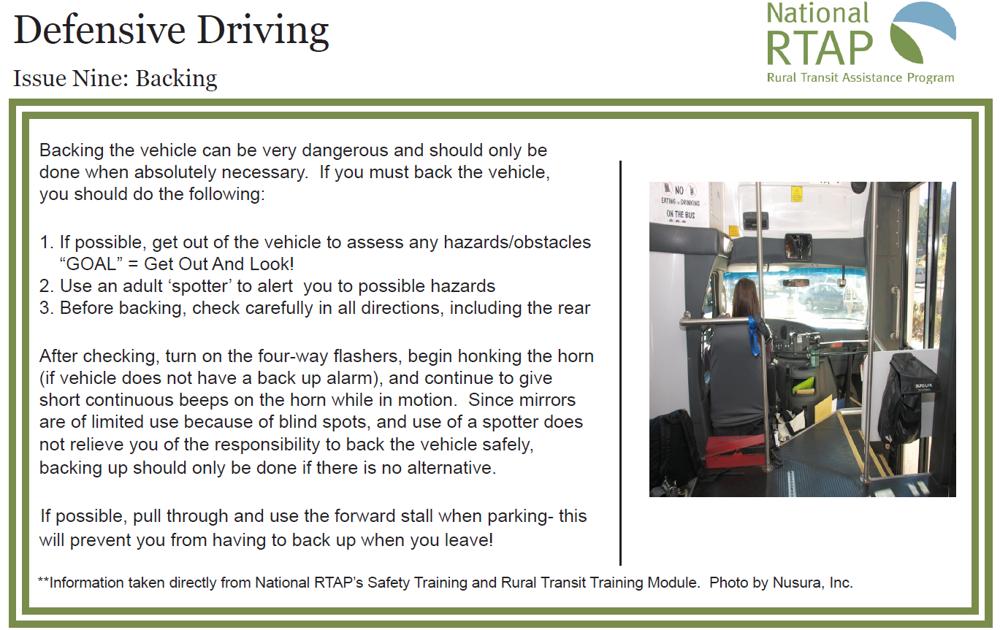 Defensive Driving
Issue Nine: Backing
National
RTAP
Rural Transit Assistance Program
Backing the vehicle can be very dangerous and should only be
done when absolutely necessary.  If you must back the vehicle,
you should do the following:
1. If possible, get out of the vehicle to assess any hazards/obstacles
“GOAL” = Get Out And Look!
2. Use an adult ‘spotter’ to alert  you to possible hazards
3. Before backing, check carefully in all directions, including the rear
After checking, turn on the four-way flashers, begin honking the horn
(if vehicle does not have a back up alarm), and continue to give
short continuous beeps on the horn while in motion.  Since mirrors
are of limited use because of blind spots, and use of a spotter does
not relieve you of the responsibility to back the vehicle safely,
backing up should only be done if there is no alternative.
If possible, pull through and use the forward stall when parking- this
will prevent you from having to back up when you leave!
NO
EATING OR DRINKING
ON THE BUS
**Information taken directly from National RTAP’s Safety Training and Rural Transit Training Module.  Photo by Nusura, Inc.